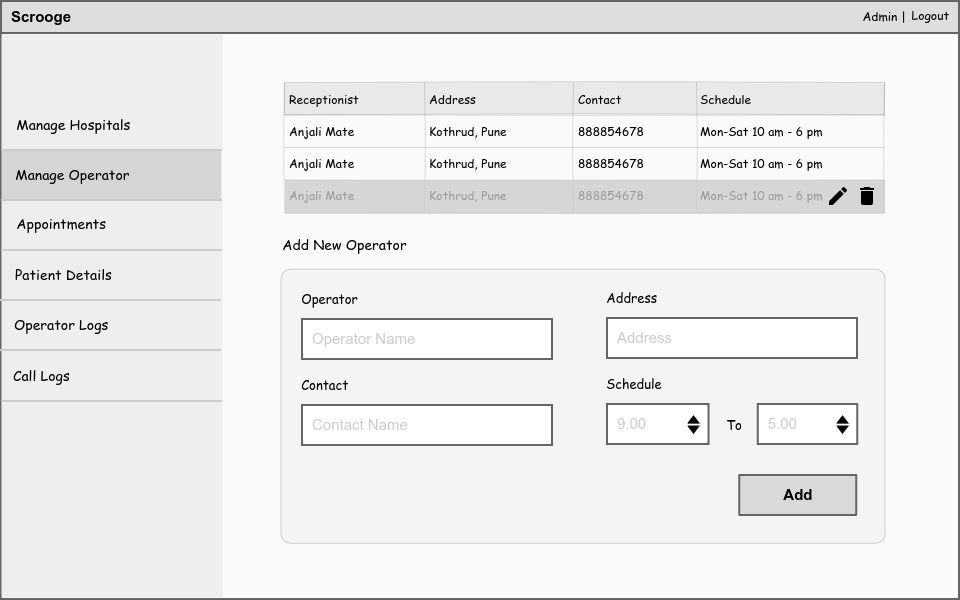 Scrooge
Admin | Logout
Manage Hospitals
Manage Operator
Appointments
Patient Details
Operator Logs
Call Logs
Receptionist Address Contact Schedule
Anjali Mate Kothrud, Pune 888854678 Mon-Sat 10 am - 6 pm
Anjali Mate Kothrud, Pune 888854678 Mon-Sat 10 am - 6 pm
Anjali Mate Kothrud, Pune 888854678 Mon-Sat 10 am - 6 pm
Add New Operator
Operator
Operator Name
Address
Address
Contact
Contact Name
Schedule
9.00 To 5.00
Add